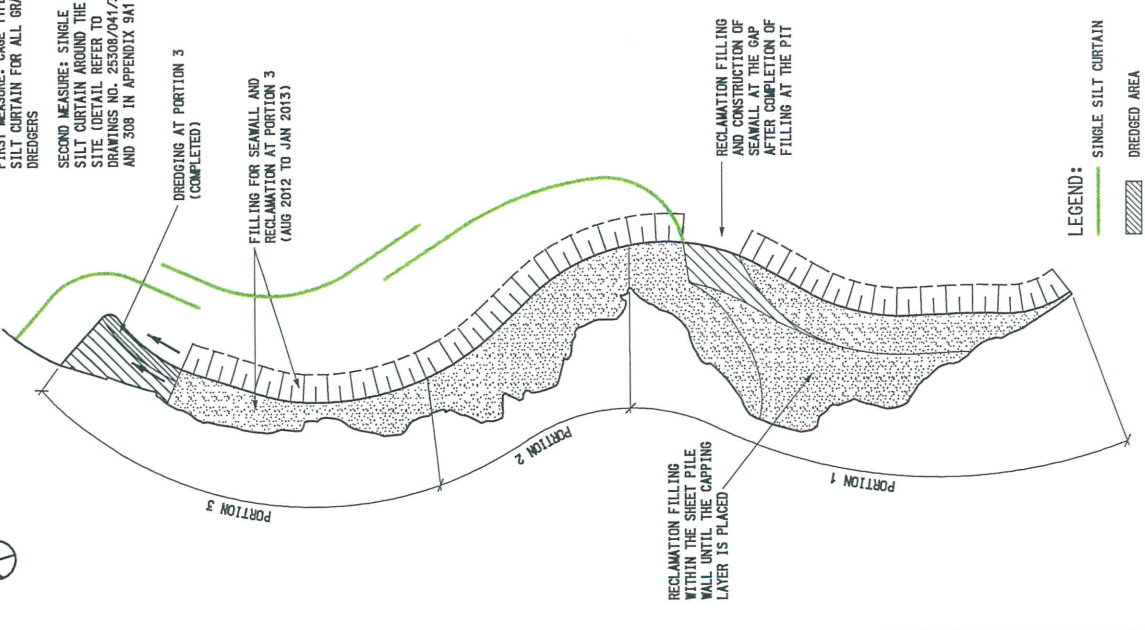 SILT CURTAIN FOR ALL
DREDGERS
SECOND MEASURE: SINGLE
SILT CURTAIN AROUND THE
SITE (DETAIL REFER TO
DRAWINGS NO. 25308/041/
AND 308 IN APPENDIX 9A1
DREDGING AT PORTION 3
(COMPLETED)
FILLING FOR SEAWALL AND
RECLAMATION AT PORTION 3
(AUG 2012 TO JAN 2013)
RECLAMATION FILLING
AND CONSTRUCTION OF
SEAWALL AT THE GAP
AFTER COMPLETION OF
FILLING AT THE PIT
PORTION 3
PORTION 2
PORTION 1
RECLAMATION FILLING
WITHIN THE SHEET PILE
WALL UNTIL THE CAPPING
LAYER IS PLACED
LEGEND:
SINGLE SILT CURTAIN
DREDGED AREA